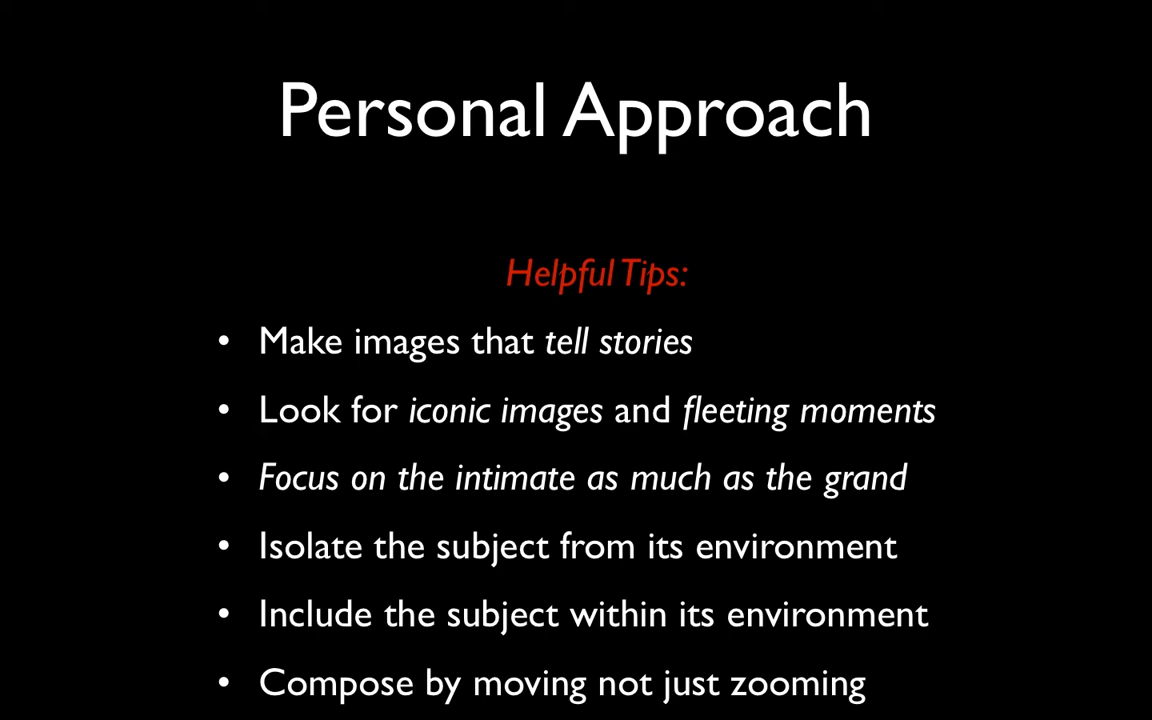 Personal Approach
Helpful Tips:
• Make images that tell stories
• Look for iconic images and fleeting moments
• Focus on the intimate as much as the grand
• Isolate the subject from its environment
• Include the subject within its environment
• Compose by moving not just zooming